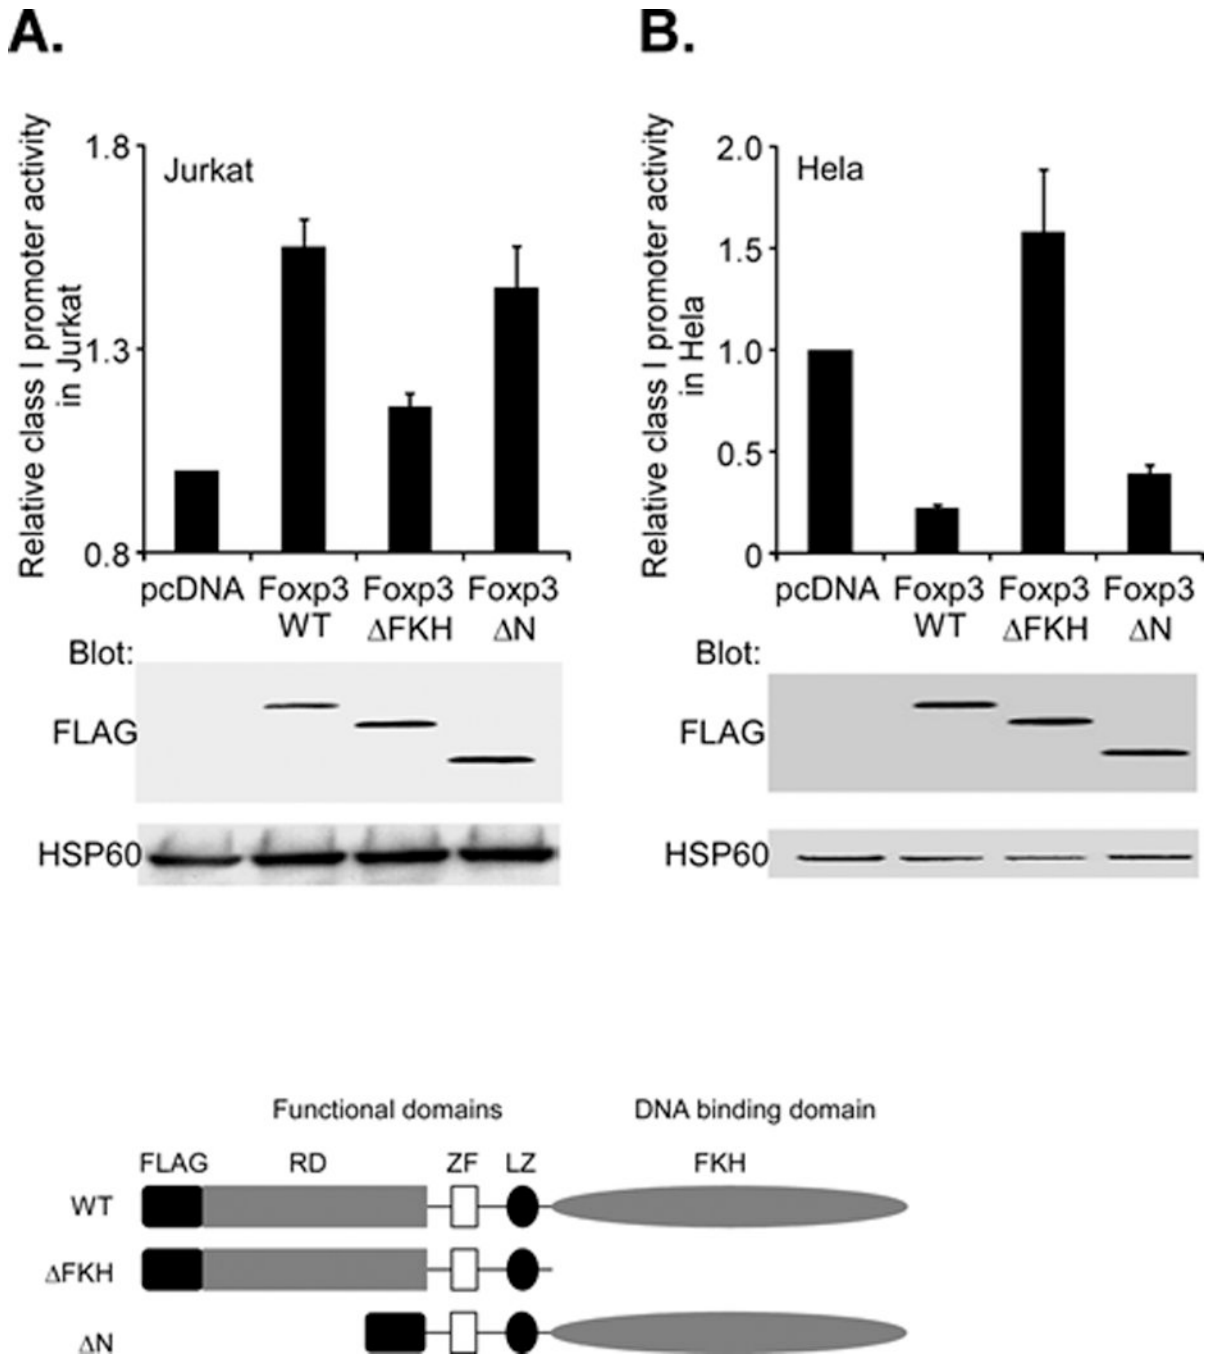 A.
B.
Relative class I promoter activity
in Jurkat
1.8
1.3
0.8
Jurkat
pcDNA Foxp3 Foxp3 Foxp3
WT ΔFKH ΔN
Blot:
FLAG
HSP60
Relative class I promoter activity
in Hela
2.0
1.5
1.0
0.5
0
Hela
pcDNA Foxp3 Foxp3 Foxp3
WT ΔFKH ΔN
Blot:
FLAG
HSP60
Functional domains DNA binding domain
FLAG RD ZF LZ FKH
WT
ΔFKH
ΔN